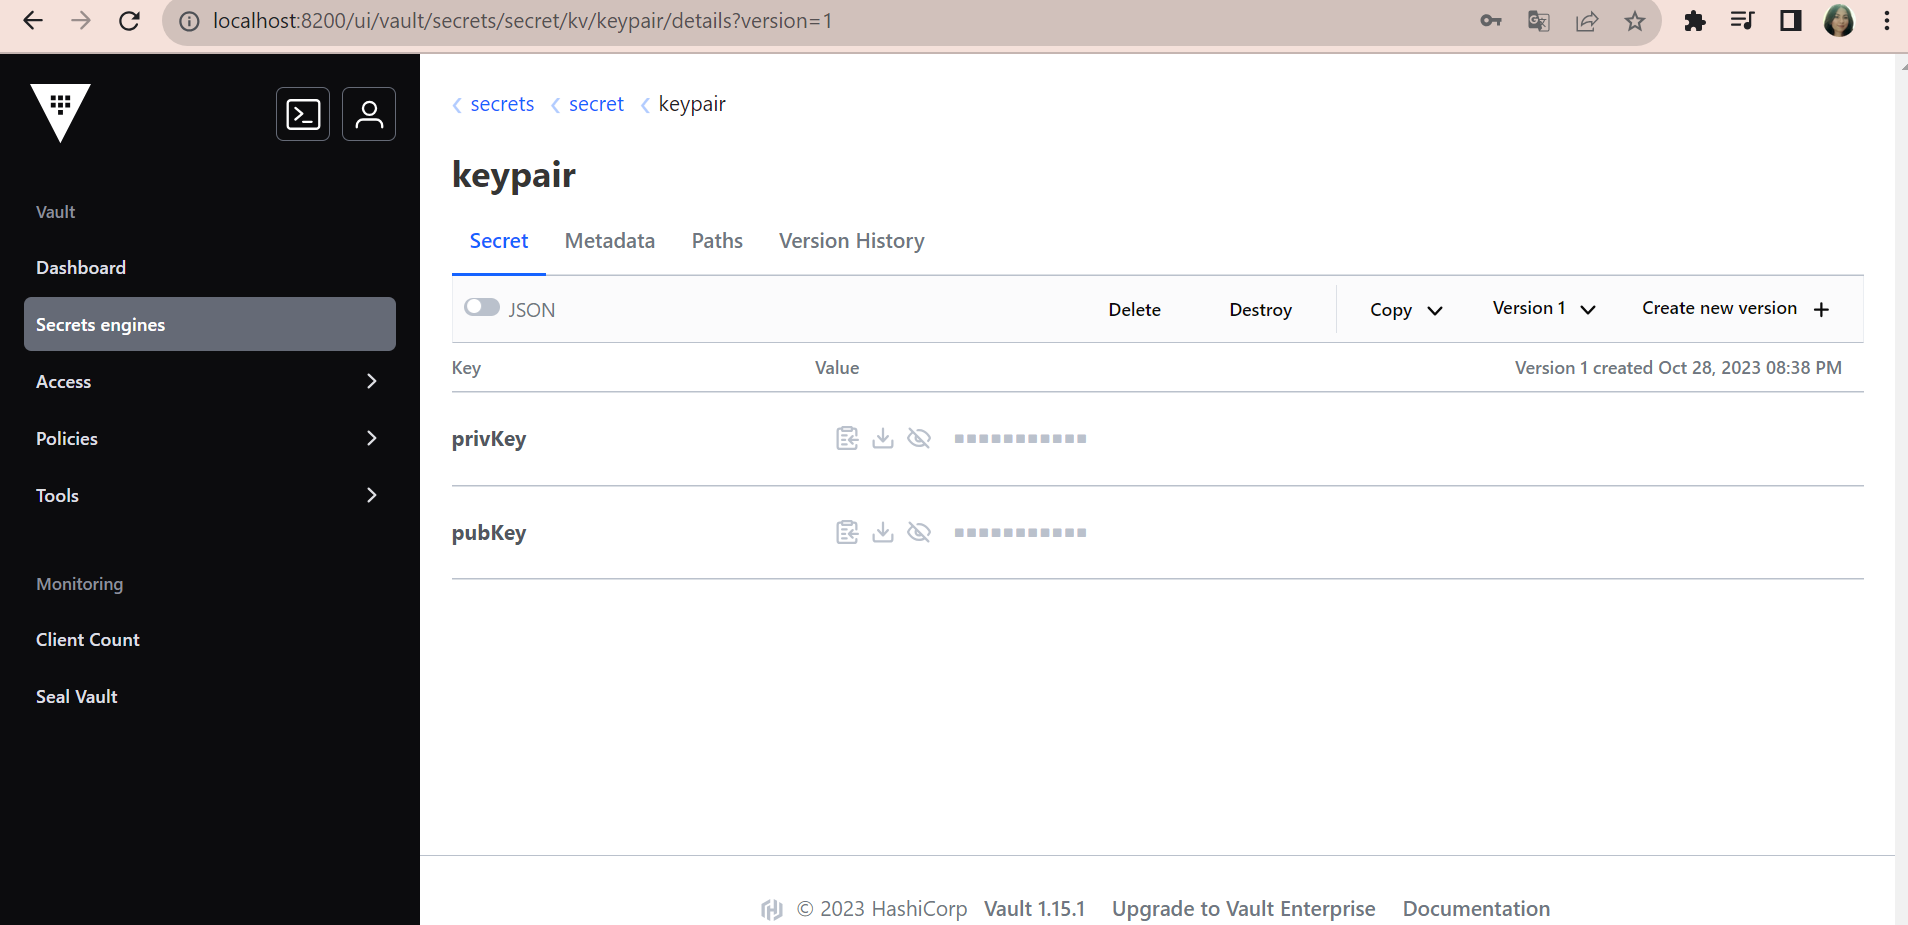 localhost:8200/ui/vault/secrets/secret/kv/keypair/details?version=1
secrets secret keypair
keypair
Secret Metadata Paths Version History
JSON Delete Destroy Copy Version 1 Create new version +
Key Value Version 1 created Oct 28, 2023 08:38 PM
privKey
pubKey
Vault
Dashboard
Secrets engines
Access
Policies
Tools
Monitoring
Client Count
Seal Vault
© 2023 HashiCorp Vault 1.15.1 Upgrade to Vault Enterprise Documentation